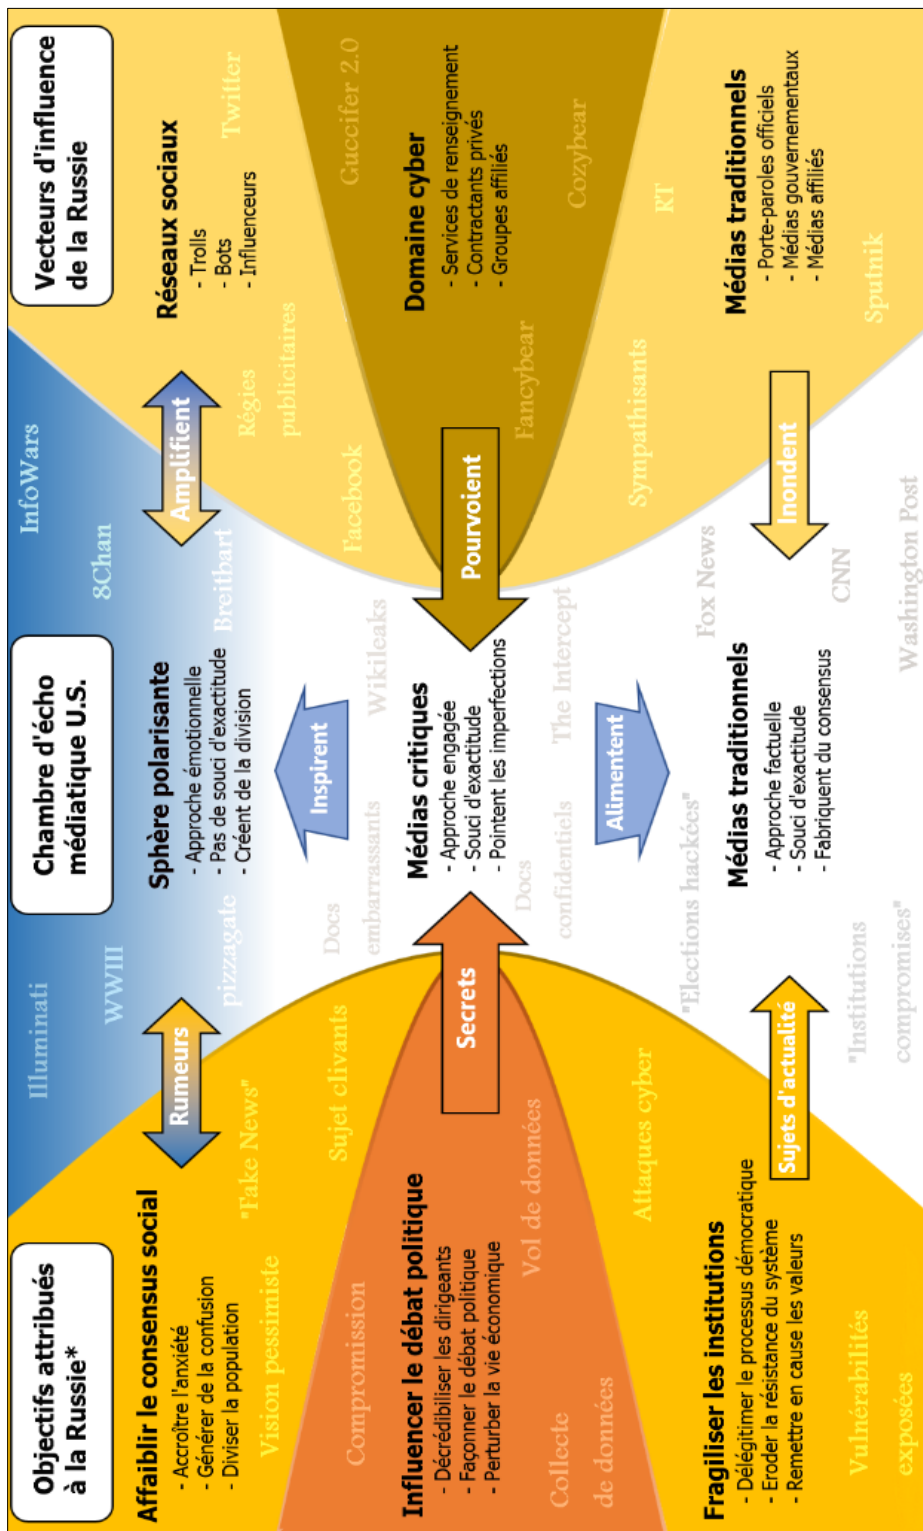 Objectifs attribués
à la Russie*
Chambre d'écho
médiatique U.S.
Vecteurs d'influence
de la Russie
Illuminati
WWIII
8Chan
InfoWars
Affaiblir le consensus social
- Accroître l'anxiété
- Générer de la confusion
- Diviser la population
Rumeurs
Sphère polarisante
- Approche émotionnelle
- Pas de souci d'exactitude
- Créent de la division
Amplifient
Réseaux sociaux
- Trolls
- Bots
- Influenceurs
Twitter
Vision pessimiste
"Fake News"
pizzagate
Breitbart
Régies
publicitaires
Sujet clivants
Inspirent
Facebook
Guccifer 2.0
Compromission
Docs
embarrassants
Wikileaks
Influencer le débat politique
- Décrédibiliser les dirigeants
- Façonner le débat politique
- Perturber la vie économique
Secrets
Médias critiques
- Approche engagée
- Souci d'exactitude
- Pointent les imperfections
Pourvoient
Domaine cyber
- Services de renseignement
- Contractants privés
- Groupes affiliés
Vol de données
Docs
confidentiels
The Intercept
Fancybear
Cozybear
Collecte
de données
Attaques cyber
Alimentent
Sympathisants
RT
"Elections hackées"
Fox News
Fragiliser les institutions
- Délégitimer le processus démocratique
- Eroder la résistance du système
- Remettre en cause les valeurs
Sujets d'actualité
Médias traditionnels
- Approche factuelle
- Souci d'exactitude
- Fabriquent du consensus
Inondent
Médias traditionnels
- Porte-paroles officiels
- Médias gouvernementaux
- Médias affiliés
Vulnérabilités
exposées
"Institutions
compromises"
CNN
Washington Post
Sputnik